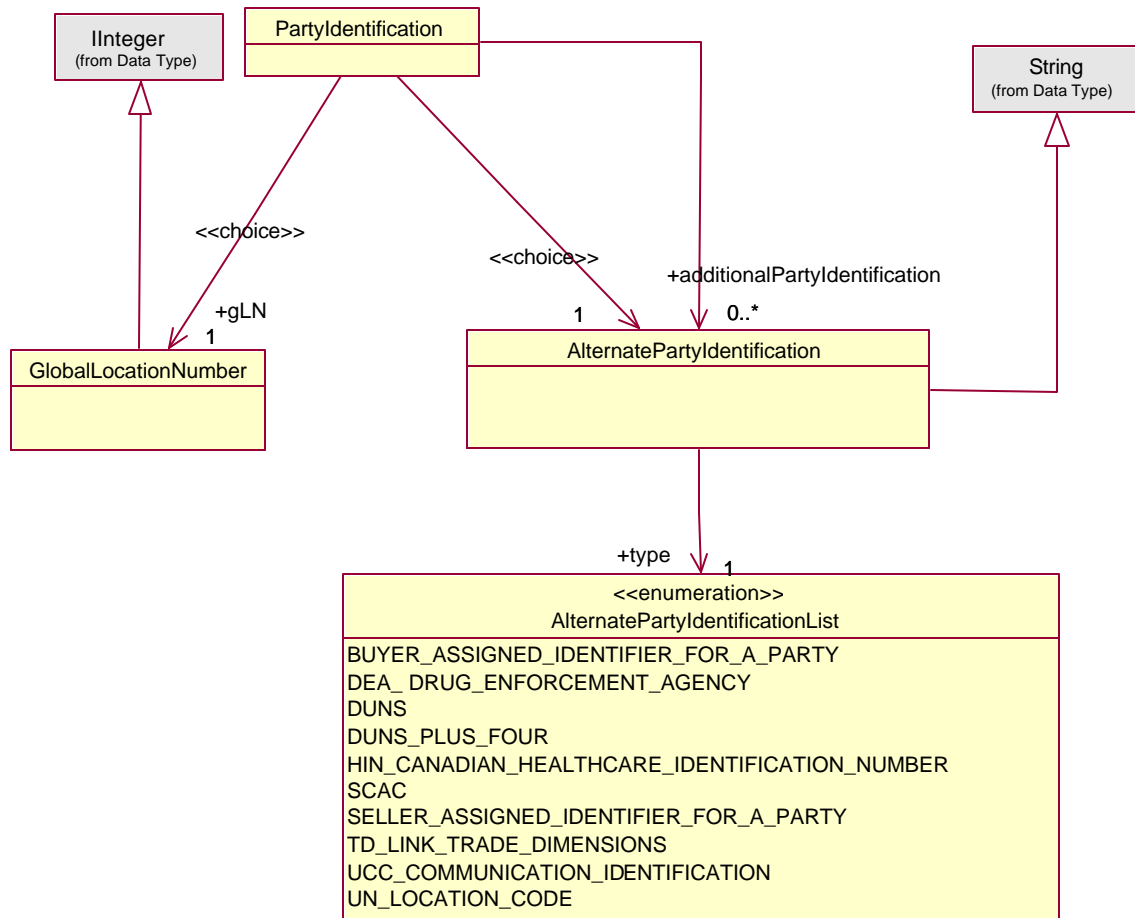 IInteger
(from Data Type)
PartyIdentification
String
(from Data Type)
<<choice>>
<<choice>>
+additionalPartyIdentification
+gLN
1
1
0..*
GlobalLocationNumber
AlternatePartyIdentification
+type
1
<<enumeration>>
AlternatePartyIdentificationList
BUYER_ASSIGNED_IDENTIFIER_FOR_A_PARTY
DEA_ DRUG_ENFORCEMENT_AGENCY
DUNS
DUNS_PLUS_FOUR
HIN_CANADIAN_HEALTHCARE_IDENTIFICATION_NUMBER
SCAC
SELLER_ASSIGNED_IDENTIFIER_FOR_A_PARTY
TD_LINK_TRADE_DIMENSIONS
UCC_COMMUNICATION_IDENTIFICATION
UN_LOCATION_CODE